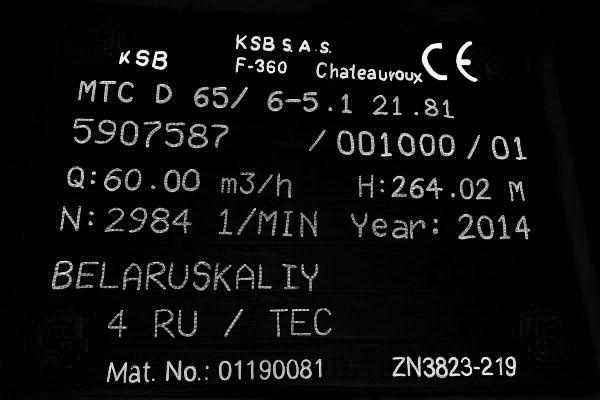 KSB KSB S.A.S.
F-360 Chateauroux CE
MTC D 65/ 6-5.1 21.81
5907587 /001000/01
Q:60.00 m3/h H:264.02 M
N:2984 1/MIN Year: 2014
BELARUSKALIY
4 RU / TEC
Mat. No.: 01190081 ZN3823-219